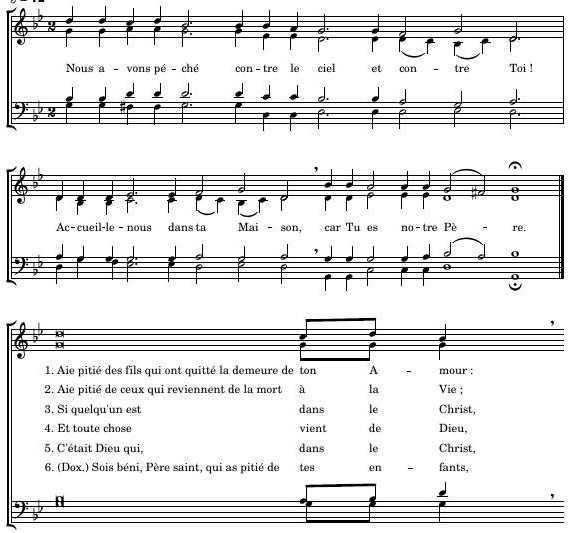 Nous a - vons pé - ché con - tre le ciel et con - tre Toi !
Ac - cueil - le - nous dans ta Mai - son, car Tu es no - tre Pè - re.
1. Aie pitié des fils qui ont quitté la demeure de ton A - mour :
2. Aie pitié de ceux qui reviennent de la mort à la Vie ;
3. Si quelqu'un est dans le Christ,
4. Et toute chose vient de Dieu,
5. C'était Dieu qui, dans le Christ,
6. (Dox.) Sois béni, Père saint, qui as pitié de tes en - fants,